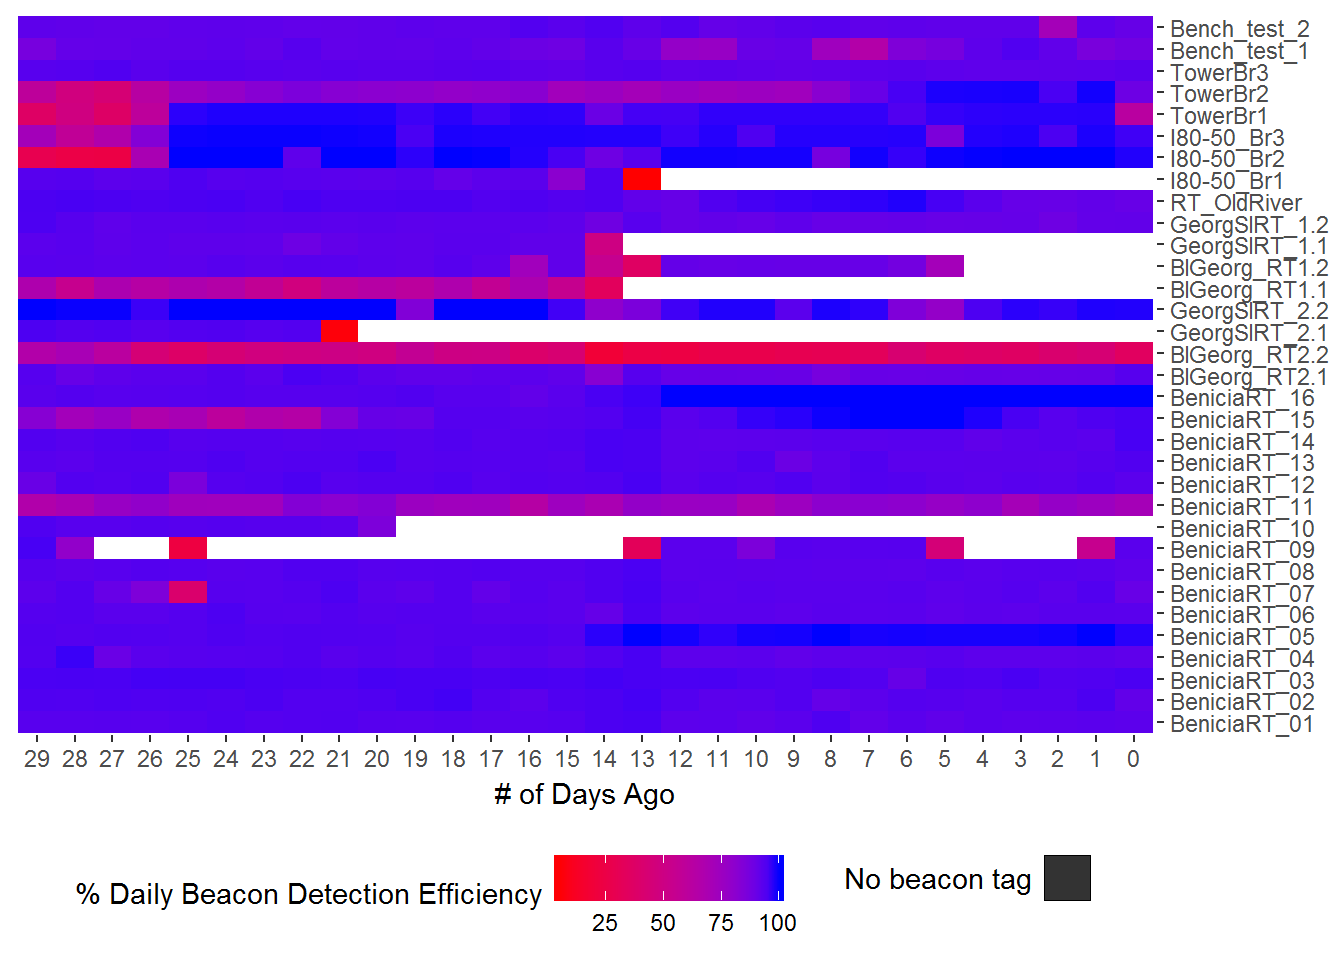 Bench_test_2
Bench_test_1
TowerBr3
TowerBr2
TowerBr1
I80-50_Br3
I80-50_Br2
I80-50_Br1
RT_OldRiver
GeorgSlRT_1.2
GeorgSlRT_1.1
BlGeorg_RT1.2
BlGeorg_RT1.1
GeorgSlRT_2.2
GeorgSlRT_2.1
BlGeorg_RT2.2
BlGeorg_RT2.1
BeniciaRT_16
BeniciaRT_15
BeniciaRT_14
BeniciaRT_13
BeniciaRT_12
BeniciaRT_11
BeniciaRT_10
BeniciaRT_09
BeniciaRT_08
BeniciaRT_07
BeniciaRT_06
BeniciaRT_05
BeniciaRT_04
BeniciaRT_03
BeniciaRT_02
BeniciaRT_01
29 28 27 26 25 24 23 22 21 20 19 18 17 16 15 14 13 12 11 10 9 8 7 6 5 4 3 2 1 0
# of Days Ago
% Daily Beacon Detection Efficiency
25 50 75 100
No beacon tag